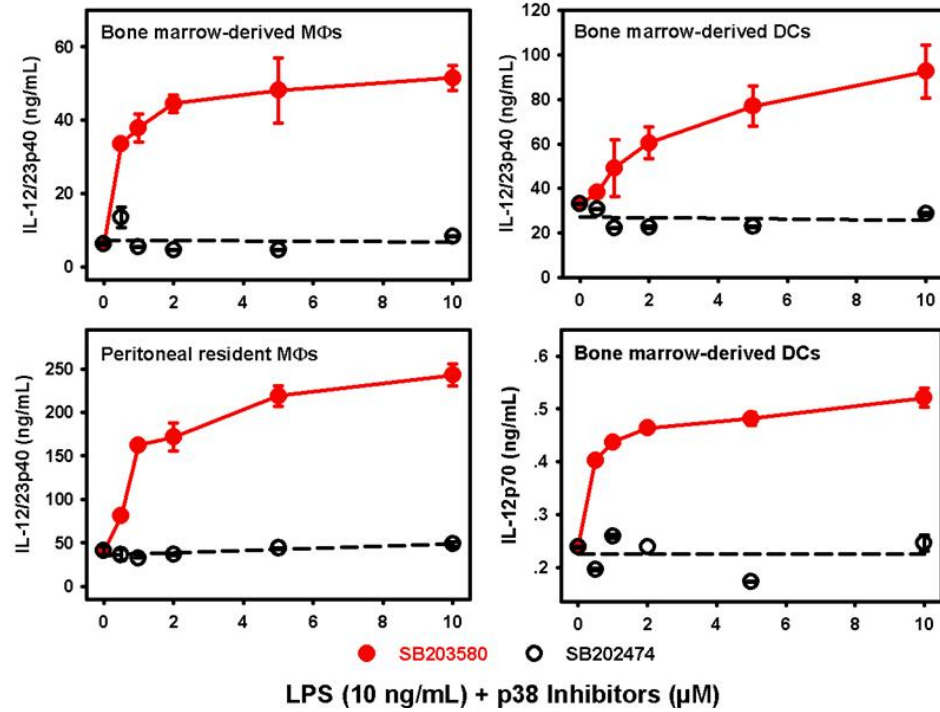 Bone marrow-derived MΦs
IL-12/23p40 (ng/mL)
60
40
20
0
0 2 4 6 8 10
Bone marrow-derived DCs
IL-12/23p40 (ng/mL)
120
100
80
60
40
20
0
0 2 4 6 8 10
Peritoneal resident MΦs
IL-12/23p40 (ng/mL)
250
200
150
100
50
0
0 2 4 6 8 10
Bone marrow-derived DCs
IL-12p70 (ng/mL)
.6
.5
.4
.3
.2
0 2 4 6 8 10
SB203580 SB202474
LPS (10 ng/mL) + p38 Inhibitors (µM)